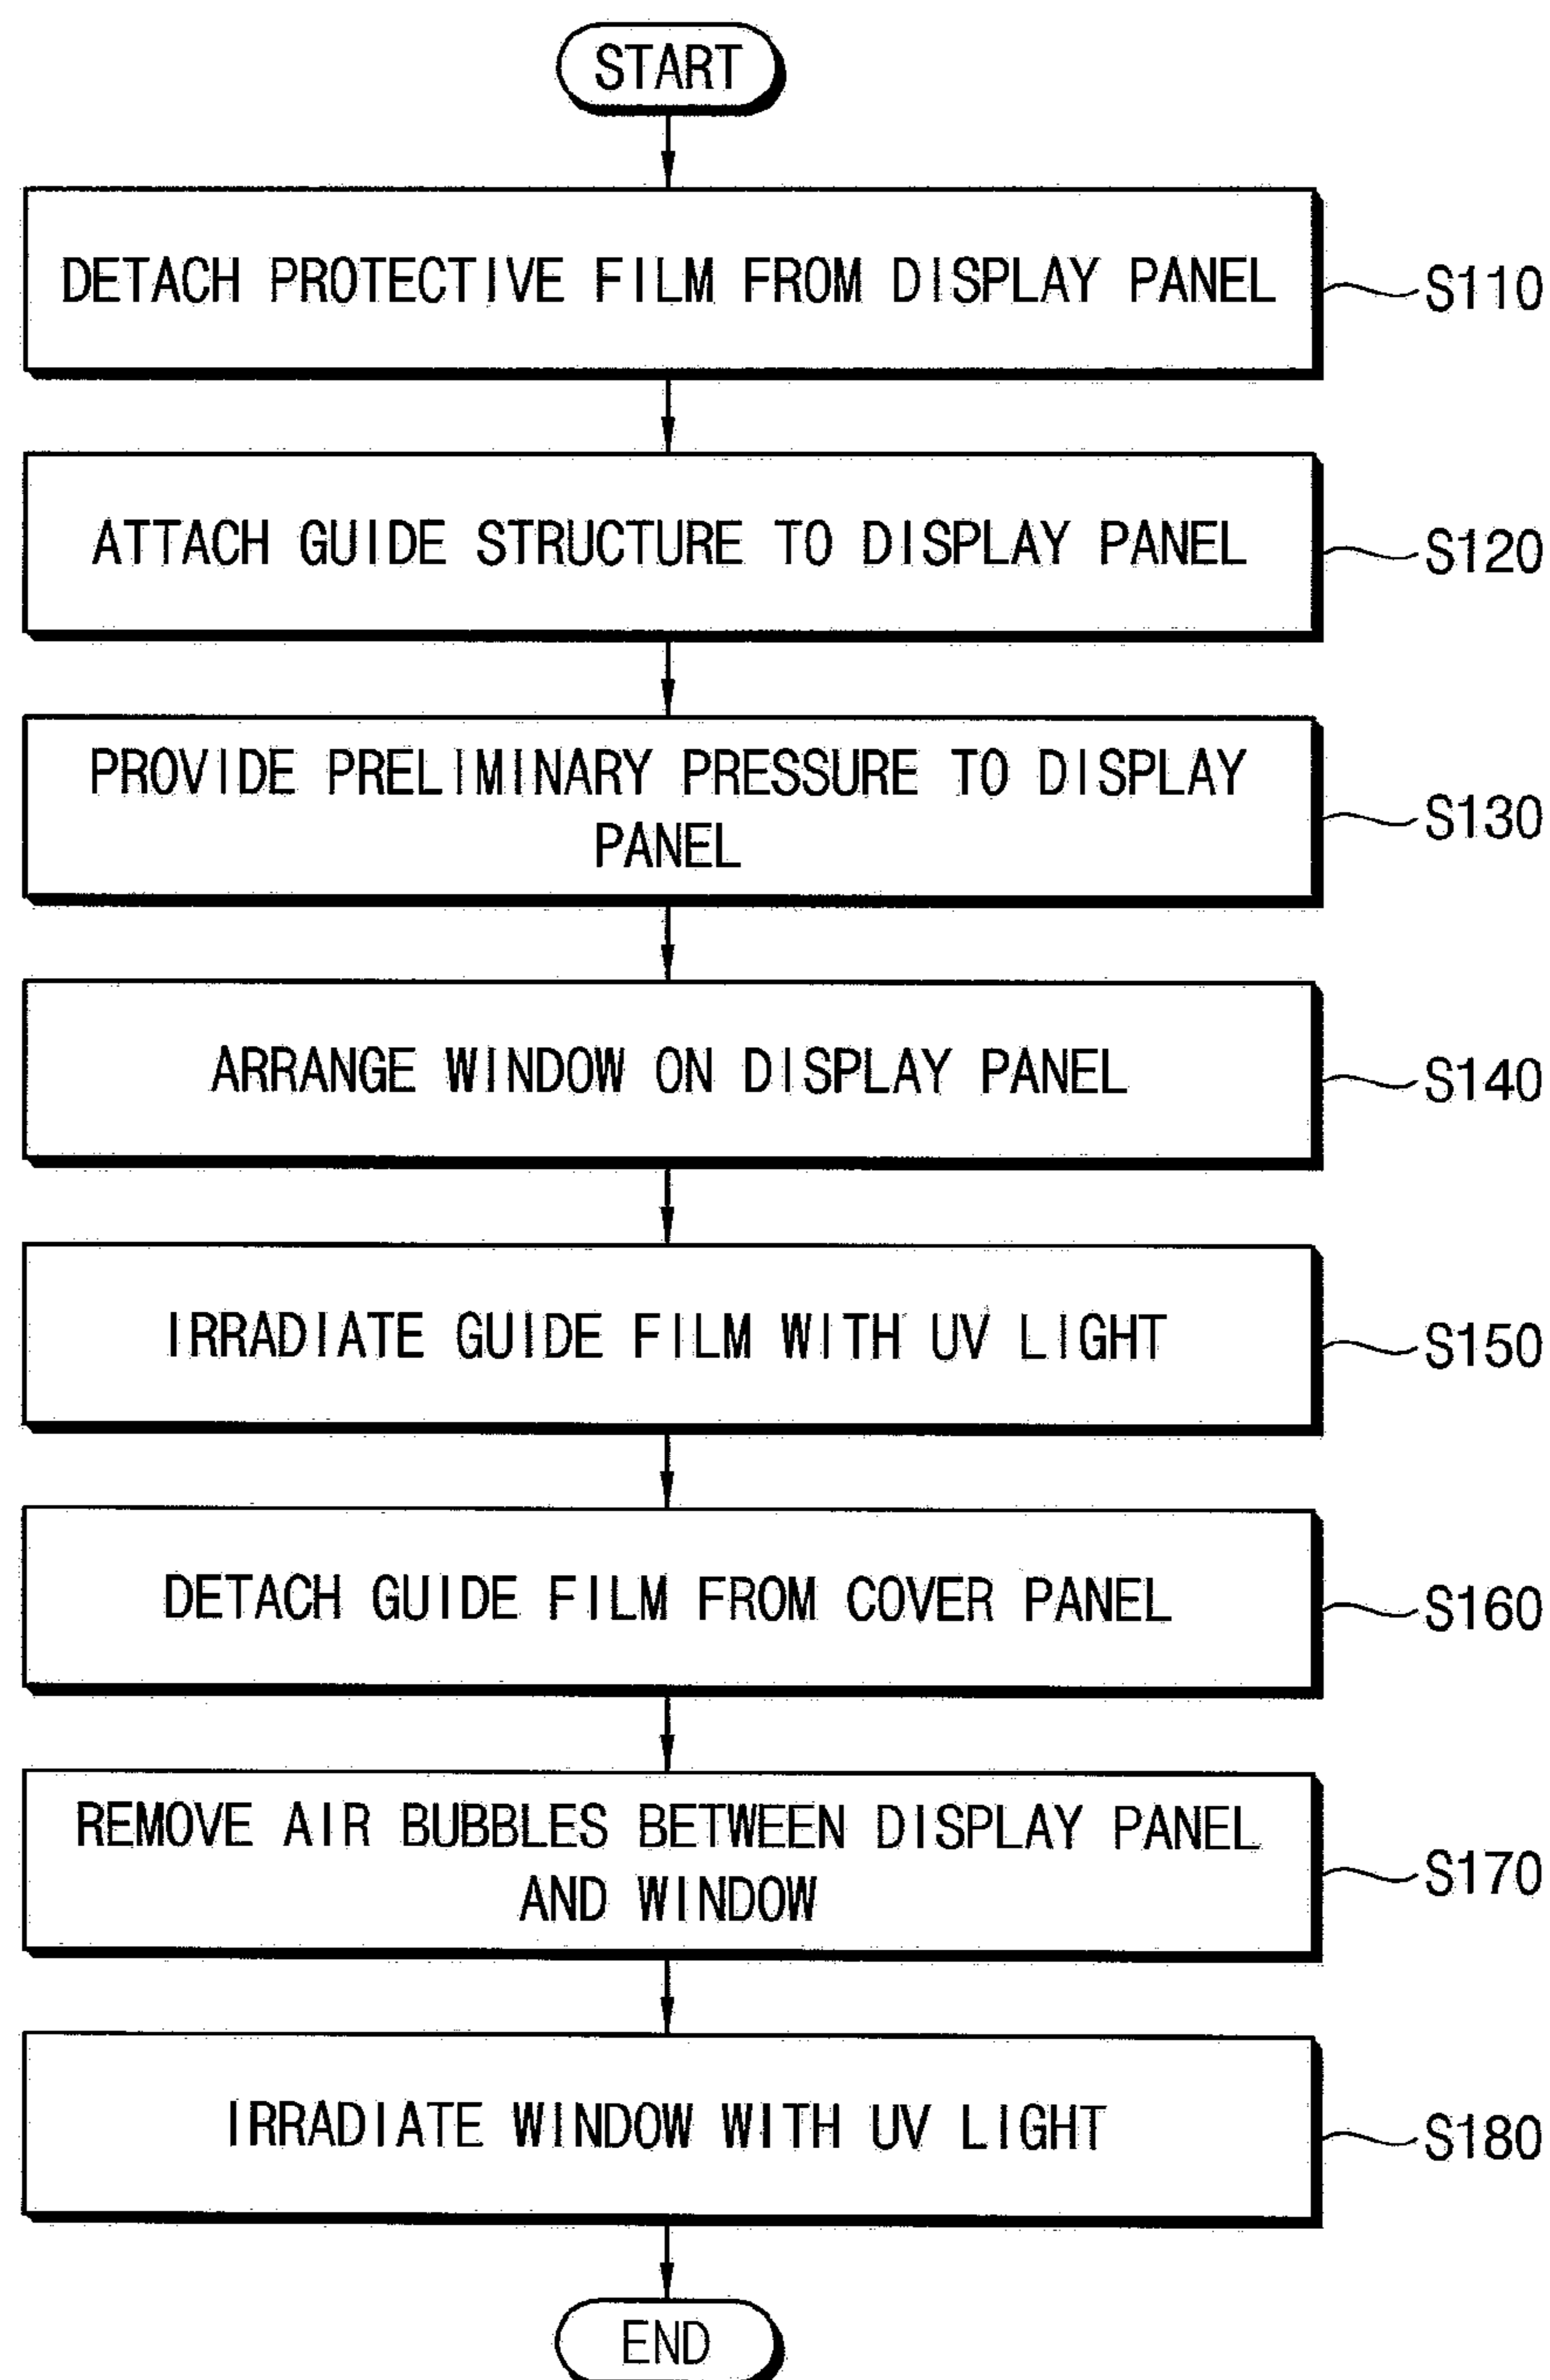 START
DETACH PROTECTIVE FILM FROM DISPLAY PANEL
S110
ATTACH GUIDE STRUCTURE TO DISPLAY PANEL
S120
PROVIDE PRELIMINARY PRESSURE TO DISPLAY
PANEL
S130
ARRANGE WINDOW ON DISPLAY PANEL
S140
IRRADIATE GUIDE FILM WITH UV LIGHT
S150
DETACH GUIDE FILM FROM COVER PANEL
S160
REMOVE AIR BUBBLES BETWEEN DISPLAY PANEL
AND WINDOW
S170
IRRADIATE WINDOW WITH UV LIGHT
S180
END